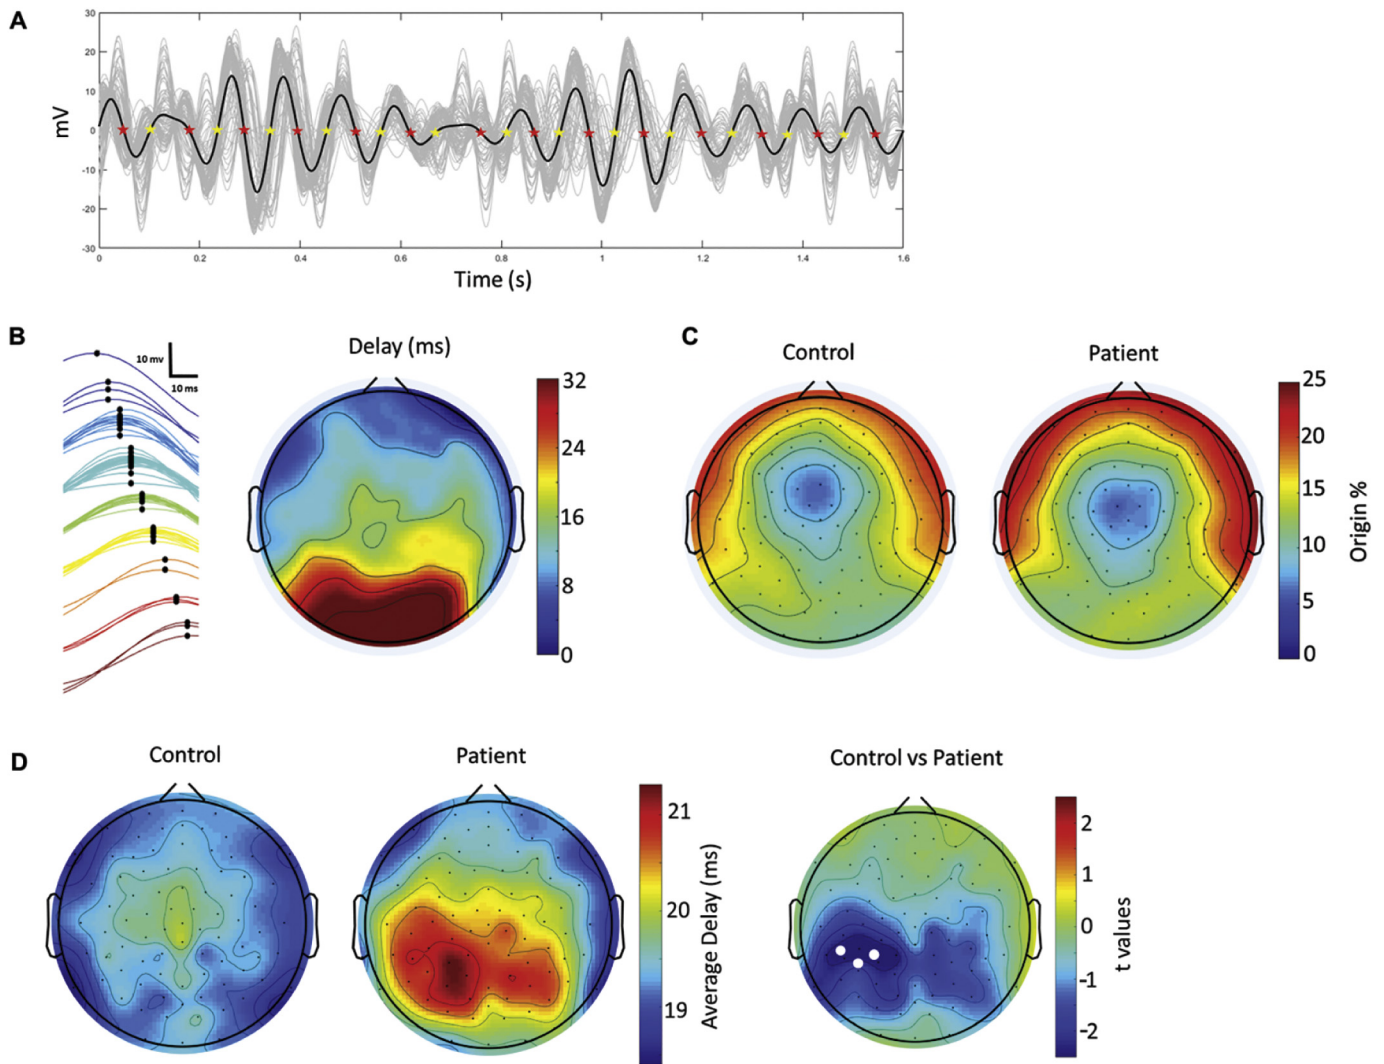 A
30
20
10
0
-10
-20
-30
mV
0 0.2 0.4 0.6 0.8 1 1.2 1.4 1.6
Time (s)
B
10 mv
10 ms
Delay (ms)
32
24
16
8
0
C
Control
Patient
25
20
15
10
5
0
Origin %
D
Control
Patient
21
20
19
Average Delay (ms)
Control vs Patient
2
1
0
-1
-2
t values